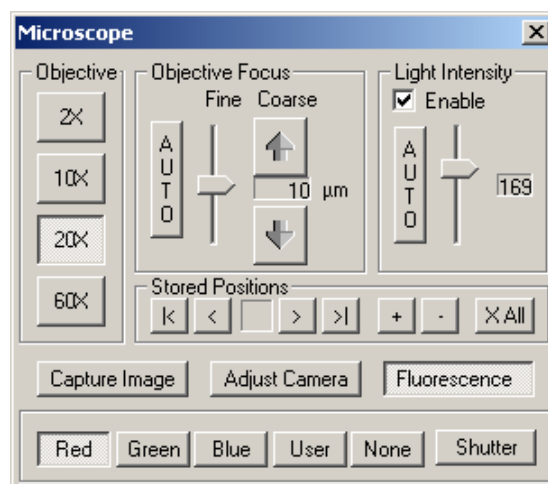 Microscope
Objective
2X
10X
20X
60X
Objective Focus
Fine Coarse
AUTO
10 µm
Light Intensity
Enable
AUTO
169
Stored Positions
|< < > >| + - X All
Capture Image Adjust Camera Fluorescence
Red Green Blue User None Shutter